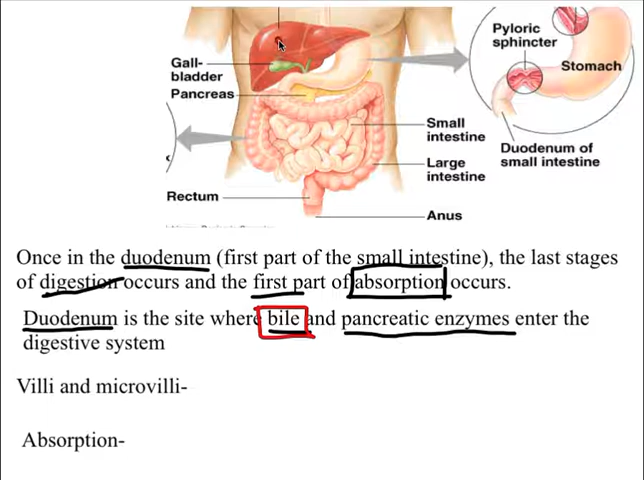 Gall-
bladder
Pancreas
Small
intestine
Large
intestine
Rectum
Anus
Pyloric
sphincter
Stomach
Duodenum of
small intestine
Once in the duodenum (first part of the small intestine), the last stages
of digestion occurs and the first part of absorption occurs.
Duodenum is the site where bile and pancreatic enzymes enter the
digestive system
Villi and microvilli-
Absorption-